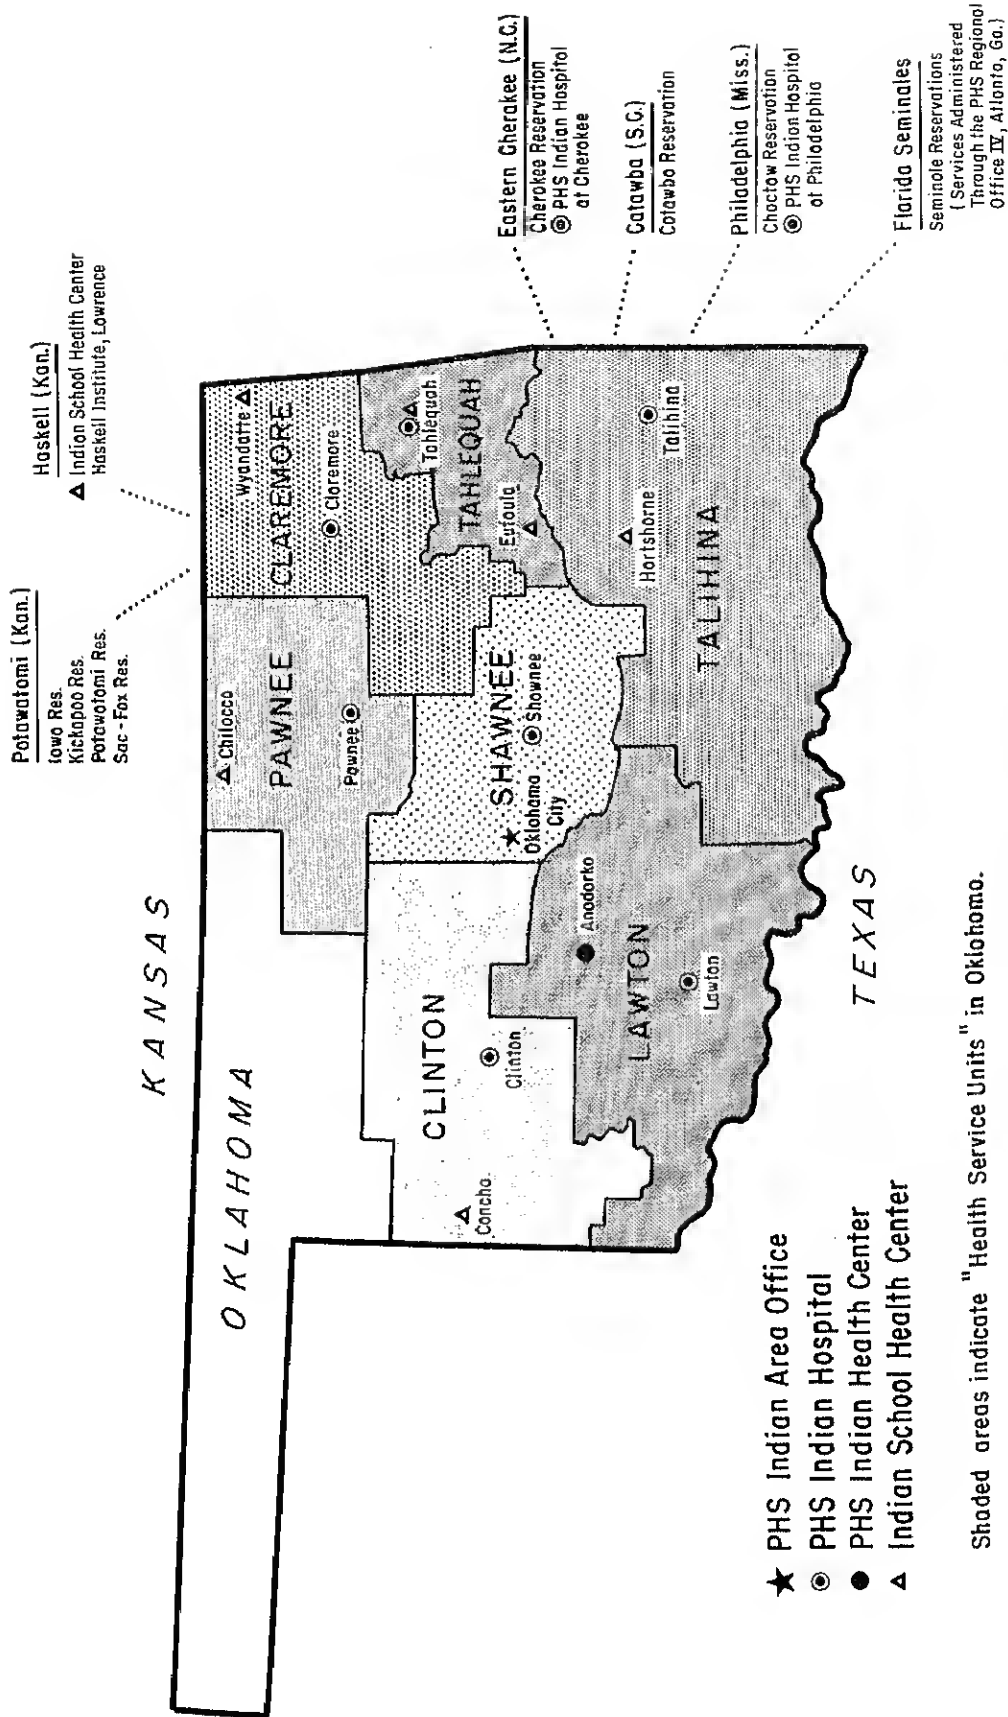 Potawatomi (Kan.)
Iowa Res.
Kickapoo Res.
Potawatomi Res.
Sac-Fox Res.
Haskell (Kan.)
△ Indian School Health Center
Haskell Institute, Lawrence
KANSAS
OKLAHOMA
△ Chilocco
PAWNEE
Pawnee
Wyandotte △
CLAREMORE
Claremore
Tahlequah
TAHLEQUAH
Eufaula
CLINTON
Concho
Clinton
SHAWNEE
★ Oklahoma
City
Shawnee
Anadarko
LAWTON
Lawton
Hartshorne
Talihina
TALIHINA
TEXAS
Eastern Cherokee (N.C.)
Cherokee Reservation
◉ PHS Indian Hospital
at Cherokee
Catawba (S.C.)
Catawba Reservation
Philadelphia (Miss.)
Choctaw Reservation
◉ PHS Indian Hospital
at Philadelphia
Florida Seminoles
Seminole Reservations
(Services Administered
Through the PHS Regional
Office IV, Atlanta, Ga.)
★ PHS Indian Area Office
◉ PHS Indian Hospital
● PHS Indian Health Center
△ Indian School Health Center
Shaded areas indicate "Health Service Units" in Oklahoma.